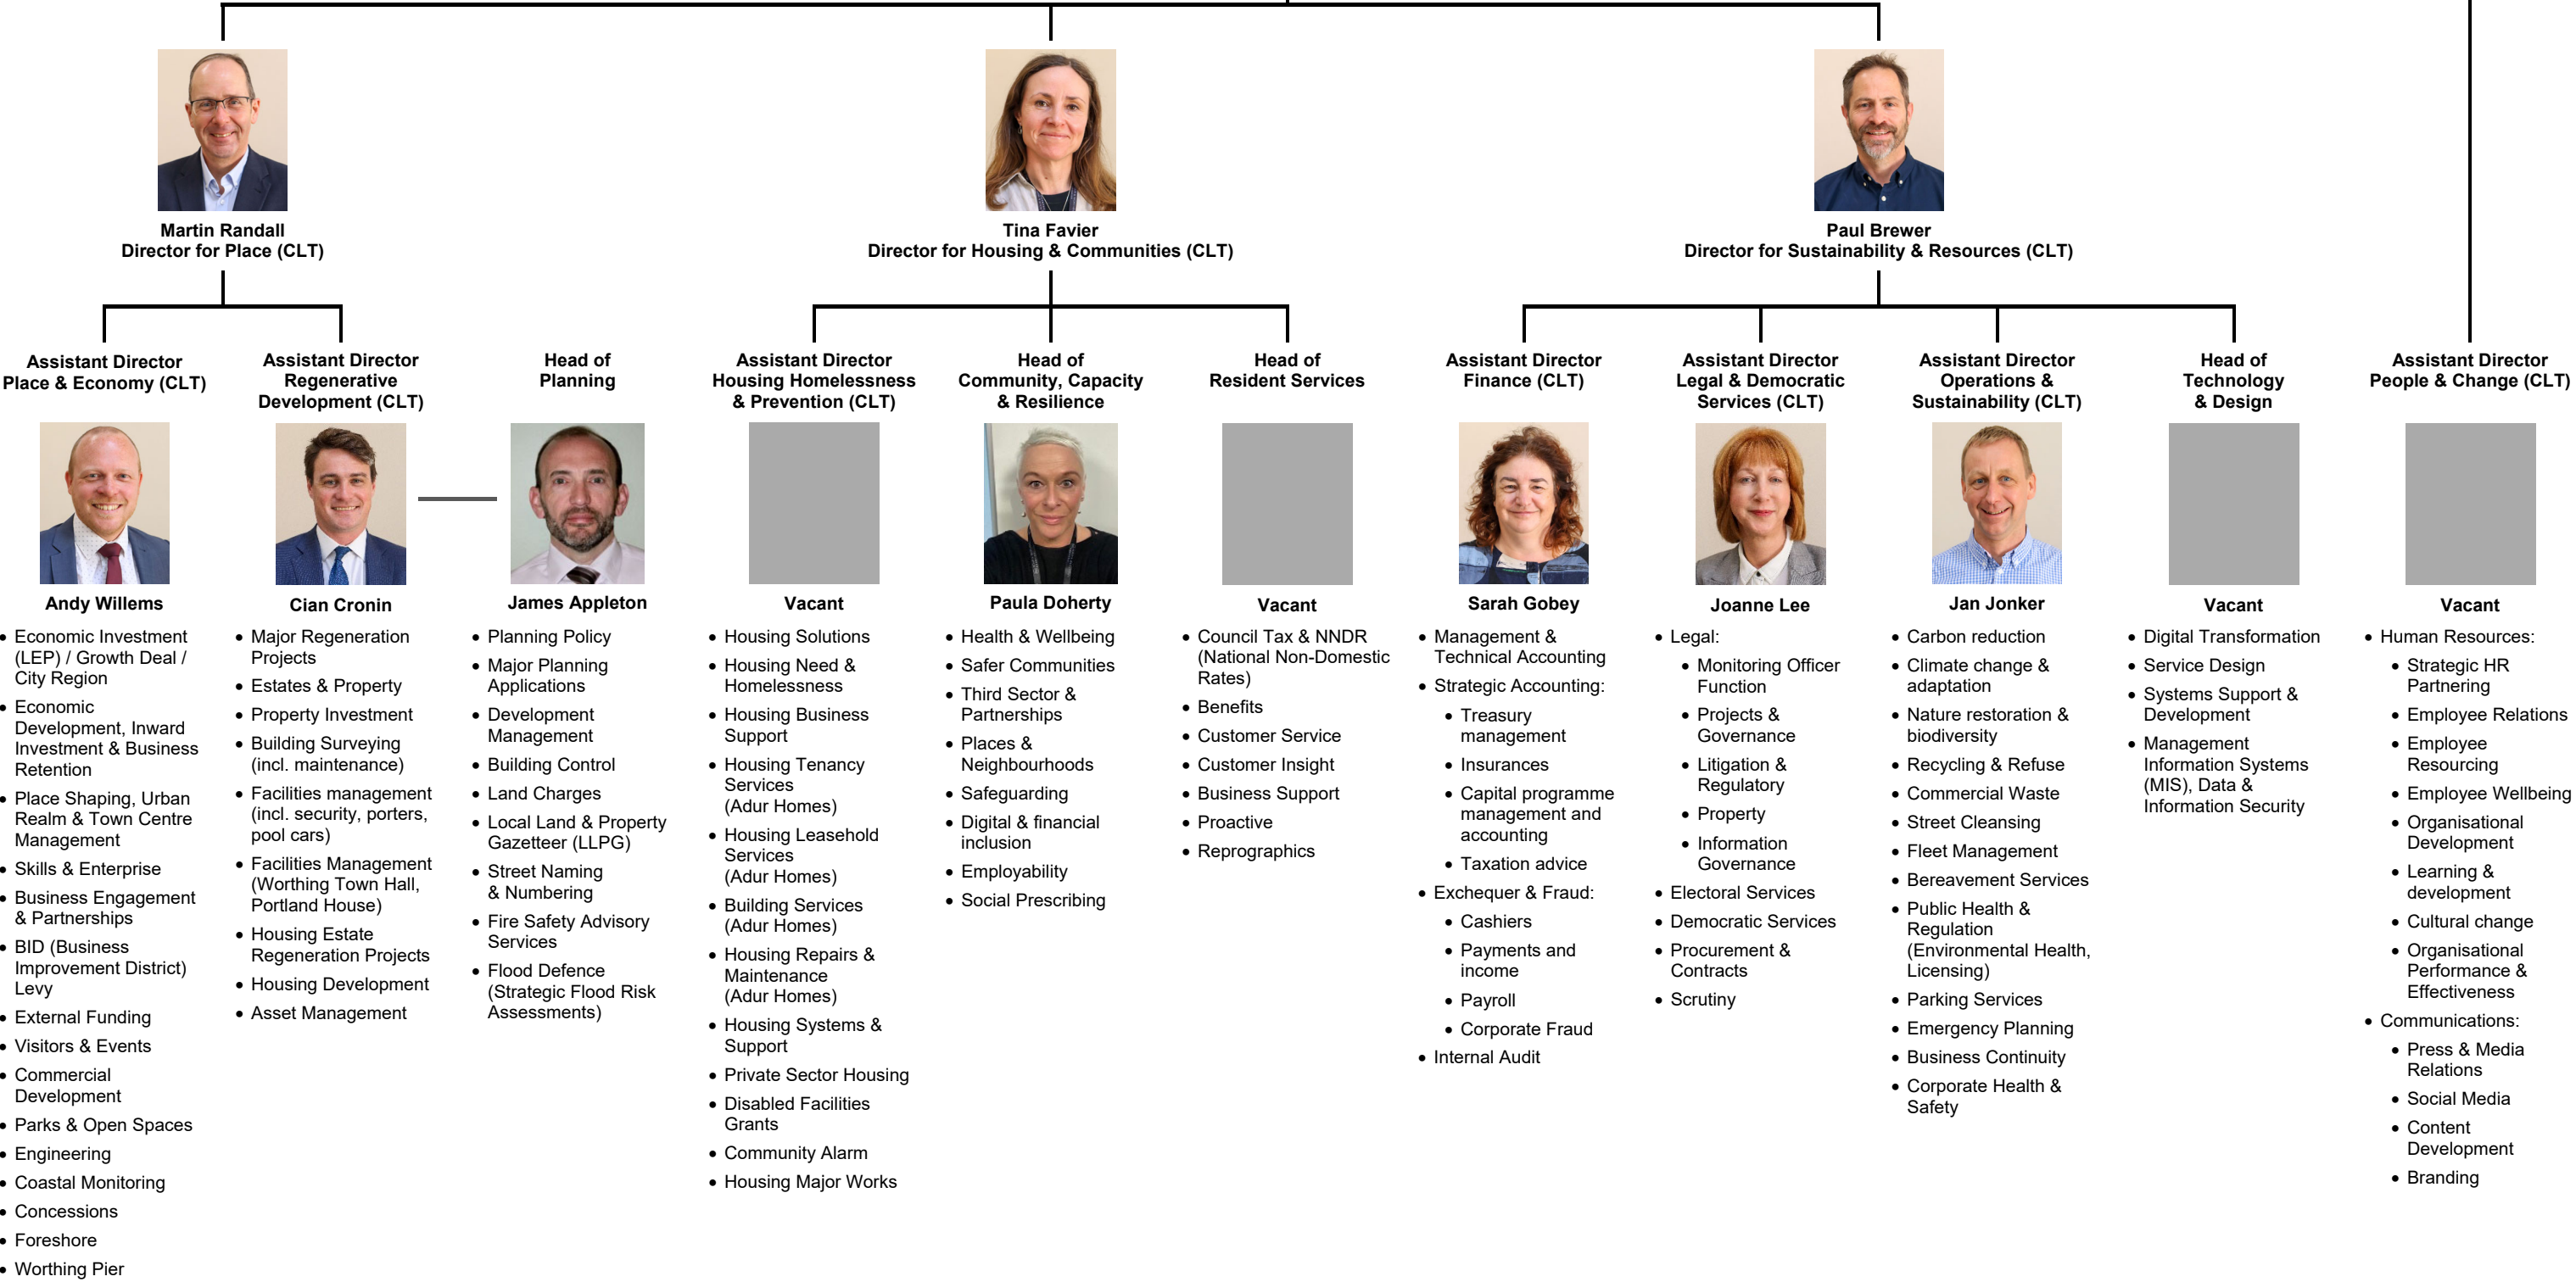 Martin Randall
Director for Place (CLT)
Tina Favier
Director for Housing & Communities (CLT)
Paul Brewer
Director for Sustainability & Resources (CLT)
Assistant Director
Place & Economy (CLT)
Andy Willems
• Economic Investment
(LEP) / Growth Deal /
City Region
• Economic
Development, Inward
Investment & Business
Retention
• Place Shaping, Urban
Realm & Town Centre
Management
• Skills & Enterprise
• Business Engagement
& Partnerships
• BID (Business
Improvement District)
Levy
• External Funding
• Visitors & Events
• Commercial
Development
• Parks & Open Spaces
• Engineering
• Coastal Monitoring
• Concessions
• Foreshore
• Worthing Pier
Assistant Director
Regenerative
Development (CLT)
Cian Cronin
• Major Regeneration
Projects
• Estates & Property
• Property Investment
• Building Surveying
(incl. maintenance)
• Facilities management
(incl. security, porters,
pool cars)
• Facilities Management
(Worthing Town Hall,
Portland House)
• Housing Estate
Regeneration Projects
• Housing Development
• Asset Management
Head of
Planning
James Appleton
• Planning Policy
• Major Planning
Applications
• Development
Management
• Building Control
• Land Charges
• Local Land & Property
Gazetteer (LLPG)
• Street Naming
& Numbering
• Fire Safety Advisory
Services
• Flood Defence
(Strategic Flood Risk
Assessments)
Assistant Director
Housing Homelessness
& Prevention (CLT)
Vacant
• Housing Solutions
• Housing Need &
Homelessness
• Housing Business
Support
• Housing Tenancy
Services
(Adur Homes)
• Housing Leasehold
Services
(Adur Homes)
• Building Services
(Adur Homes)
• Housing Repairs &
Maintenance
(Adur Homes)
• Housing Systems &
Support
• Private Sector Housing
• Disabled Facilities
Grants
• Community Alarm
• Housing Major Works
Head of
Community, Capacity
& Resilience
Paula Doherty
• Health & Wellbeing
• Safer Communities
• Third Sector &
Partnerships
• Places &
Neighbourhoods
• Safeguarding
• Digital & financial
inclusion
• Employability
• Social Prescribing
Head of
Resident Services
Vacant
• Council Tax & NNDR
(National Non-Domestic
Rates)
• Benefits
• Customer Service
• Customer Insight
• Business Support
• Proactive
• Reprographics
Assistant Director
Finance (CLT)
Sarah Gobey
• Management &
Technical Accounting
• Strategic Accounting:
• Treasury
management
• Insurances
• Capital programme
management and
accounting
• Taxation advice
• Exchequer & Fraud:
• Cashiers
• Payments and
income
• Payroll
• Corporate Fraud
• Internal Audit
Assistant Director
Legal & Democratic
Services (CLT)
Joanne Lee
• Legal:
• Monitoring Officer
Function
• Projects &
Governance
• Litigation &
Regulatory
• Property
• Information
Governance
• Electoral Services
• Democratic Services
• Procurement &
Contracts
• Scrutiny
Assistant Director
Operations &
Sustainability (CLT)
Jan Jonker
• Carbon reduction
• Climate change &
adaptation
• Nature restoration &
biodiversity
• Recycling & Refuse
• Commercial Waste
• Street Cleansing
• Fleet Management
• Bereavement Services
• Public Health &
Regulation
(Environmental Health,
Licensing)
• Parking Services
• Emergency Planning
• Business Continuity
• Corporate Health &
Safety
Head of
Technology
& Design
Vacant
• Digital Transformation
• Service Design
• Systems Support &
Development
• Management
Information Systems
(MIS), Data &
Information Security
Assistant Director
People & Change (CLT)
Vacant
• Human Resources:
• Strategic HR
Partnering
• Employee Relations
• Employee
Resourcing
• Employee Wellbeing
• Organisational
Development
• Learning &
development
• Cultural change
• Organisational
Performance &
Effectiveness
• Communications:
• Press & Media
Relations
• Social Media
• Content
Development
• Branding